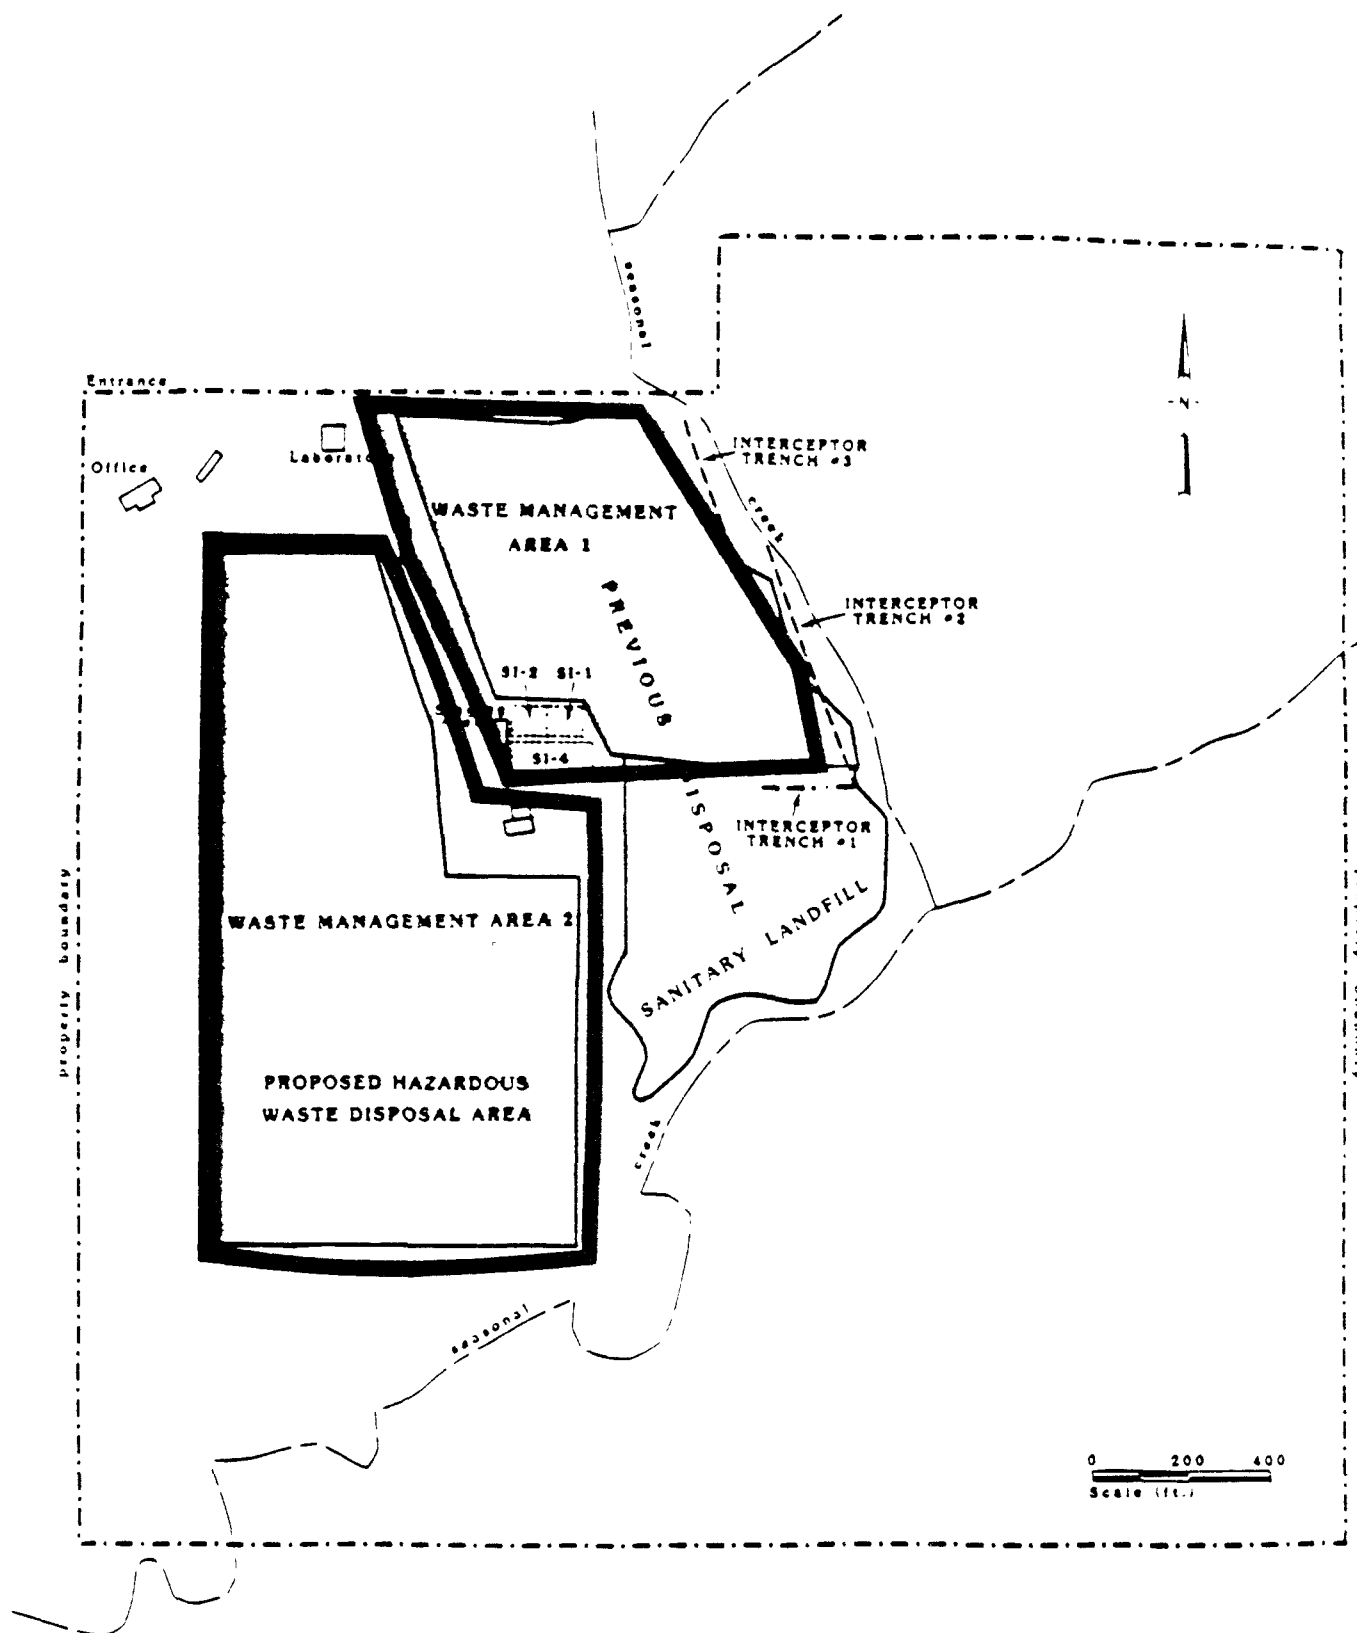 seasonal
Entrance
INTERCEPTOR
TRENCH #3
-N-
Office
Laboratory
WASTE MANAGEMENT
AREA 1
creek
PREVIOUS
INTERCEPTOR
TRENCH #2
SI-2 SI-1
SI-4
DISPOSAL
INTERCEPTOR
TRENCH #1
SANITARY LANDFILL
WASTE MANAGEMENT AREA 2
property boundary
PROPOSED HAZARDOUS
WASTE DISPOSAL AREA
creek
seasonal
0 200 400
Scale (ft.)